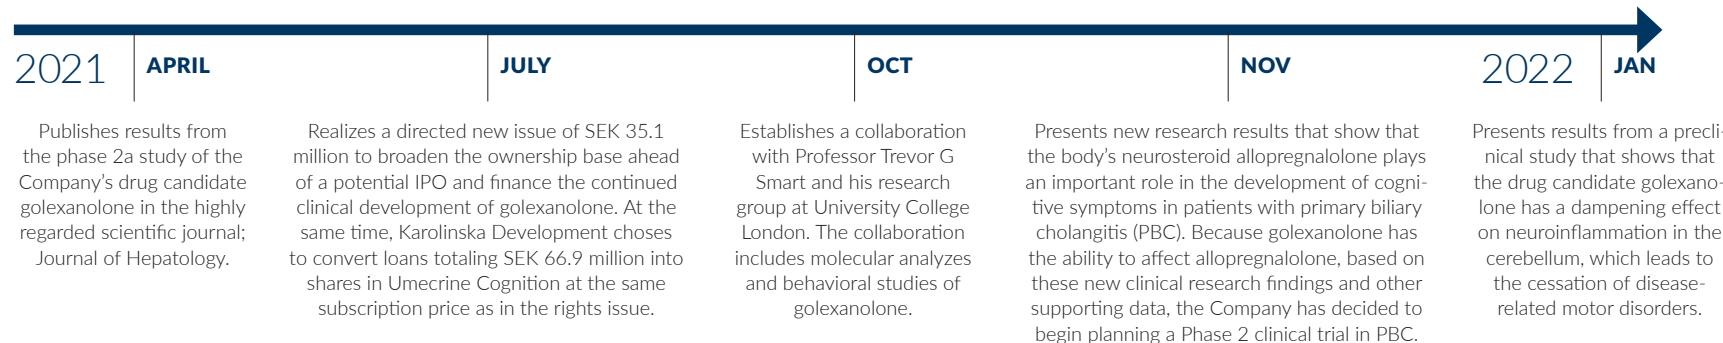 2021
APRIL
Publishes results from
the phase 2a study of the
Company's drug candidate
golexanolone in the highly
regarded scientific journal;
Journal of Hepatology.
JULY
Realizes a directed new issue of SEK 35.1
million to broaden the ownership base ahead
of a potential IPO and finance the continued
clinical development of golexanolone. At the
same time, Karolinska Development choses
to convert loans totaling SEK 66.9 million into
shares in Umecrine Cognition at the same
subscription price as in the rights issue.
OCT
Establishes a collaboration
with Professor Trevor G
Smart and his research
group at University College
London. The collaboration
includes molecular analyzes
and behavioral studies of
golexanolone.
NOV
Presents new research results that show that
the body's neurosteroid allopregnalolone plays
an important role in the development of cogni-
tive symptoms in patients with primary biliary
cholangitis (PBC). Because golexanolone has
the ability to affect allopregnalolone, based on
these new clinical research findings and other
supporting data, the Company has decided to
begin planning a Phase 2 clinical trial in PBC.
2022
JAN
Presents results from a precli-
nical study that shows that
the drug candidate golexano-
lone has a dampening effect
on neuroinflammation in the
cerebellum, which leads to
the cessation of disease-
related motor disorders.